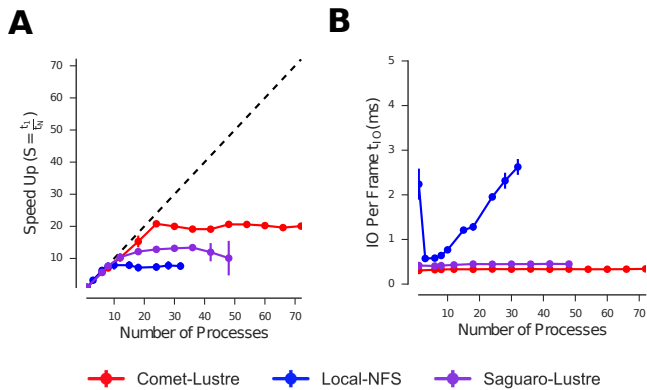 A
B
Speed Up (S = t₁/t_N)
70
60
50
40
30
20
10
10 20 30 40 50 60 70
Number of Processes
IO Per Frame t_IO (ms)
5
4
3
2
1
0
10 20 30 40 50 60 70
Number of Processes
Comet-Lustre Local-NFS Saguaro-Lustre